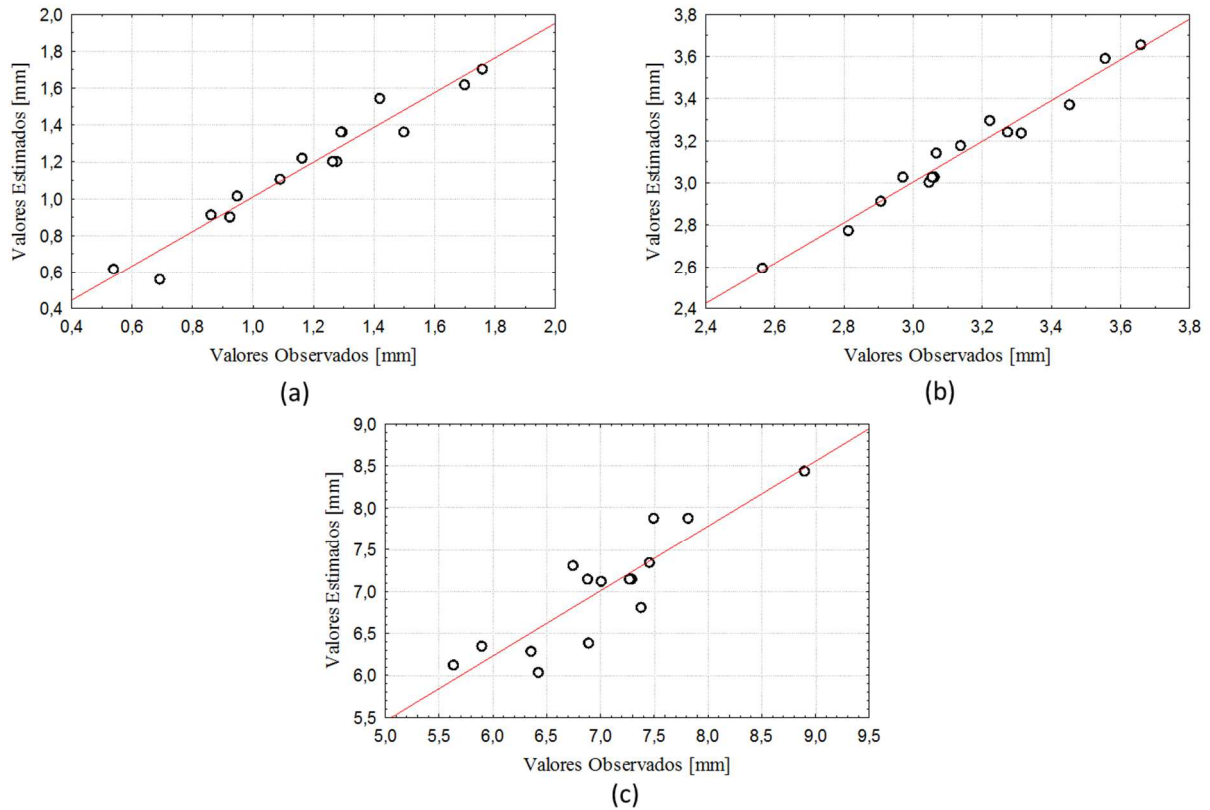 2,0
1,8
1,6
1,4
1,2
1,0
0,8
0,6
0,4
Valores Estimados [mm]
0,4 0,6 0,8 1,0 1,2 1,4 1,6 1,8 2,0
Valores Observados [mm]
(a)
3,8
3,6
3,4
3,2
3,0
2,8
2,6
2,4
Valores Estimados [mm]
2,4 2,6 2,8 3,0 3,2 3,4 3,6 3,8
Valores Observados [mm]
(b)
9,0
8,5
8,0
7,5
7,0
6,5
6,0
5,5
Valores Estimados [mm]
5,0 5,5 6,0 6,5 7,0 7,5 8,0 8,5 9,0 9,5
Valores Observados [mm]
(c)